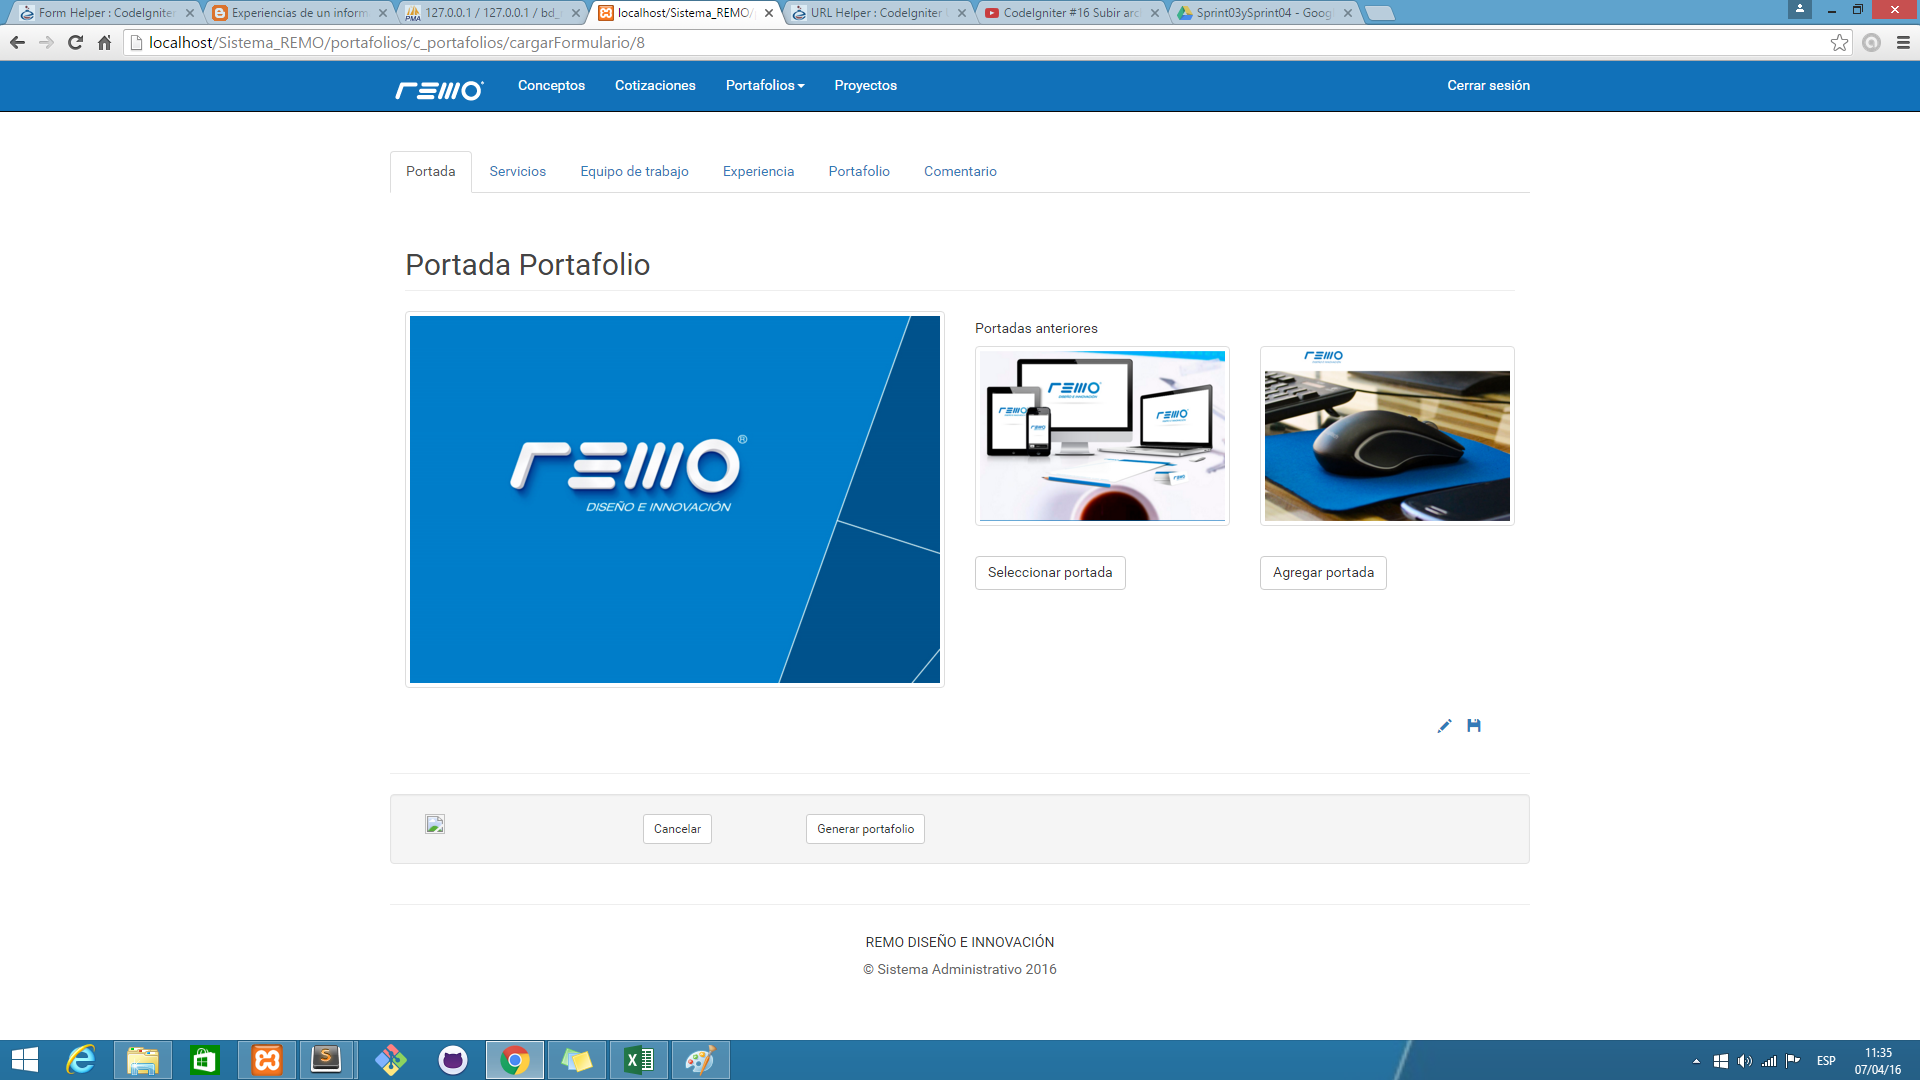 Form Helper : CodeIgniter
Experiencias de un inform
127.0.0.1 / 127.0.0.1 / bd_
localhost/Sistema_REMO/
URL Helper : CodeIgniter
CodeIgniter #16 Subir arc
Sprint03ySprint04 - Goog
localhost/Sistema_REMO/portafolios/c_portafolios/cargarFormulario/8
REMO
Conceptos
Cotizaciones
Portafolios
Proyectos
Cerrar sesión
Portada
Servicios
Equipo de trabajo
Experiencia
Portafolio
Comentario
Portada Portafolio
REMO®
DISEÑO E INNOVACIÓN
Portadas anteriores
REMO
DISEÑO E INNOVACIÓN
REMO
REMO
REMO
Seleccionar portada
Agregar portada
Cancelar
Generar portafolio
REMO DISEÑO E INNOVACIÓN
© Sistema Administrativo 2016
ESP
11:35
07/04/16